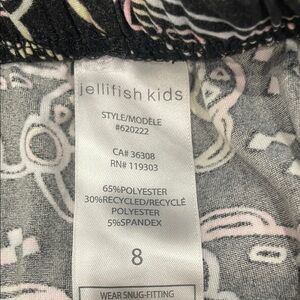 jellifish kids
STYLE/MODÈLE
#620222
CA# 36308
RN# 119303
65%POLYESTER
30%RECYCLED/RECYCLÉ
POLYESTER
5%SPANDEX
8
WEAR SNUG-FITTING